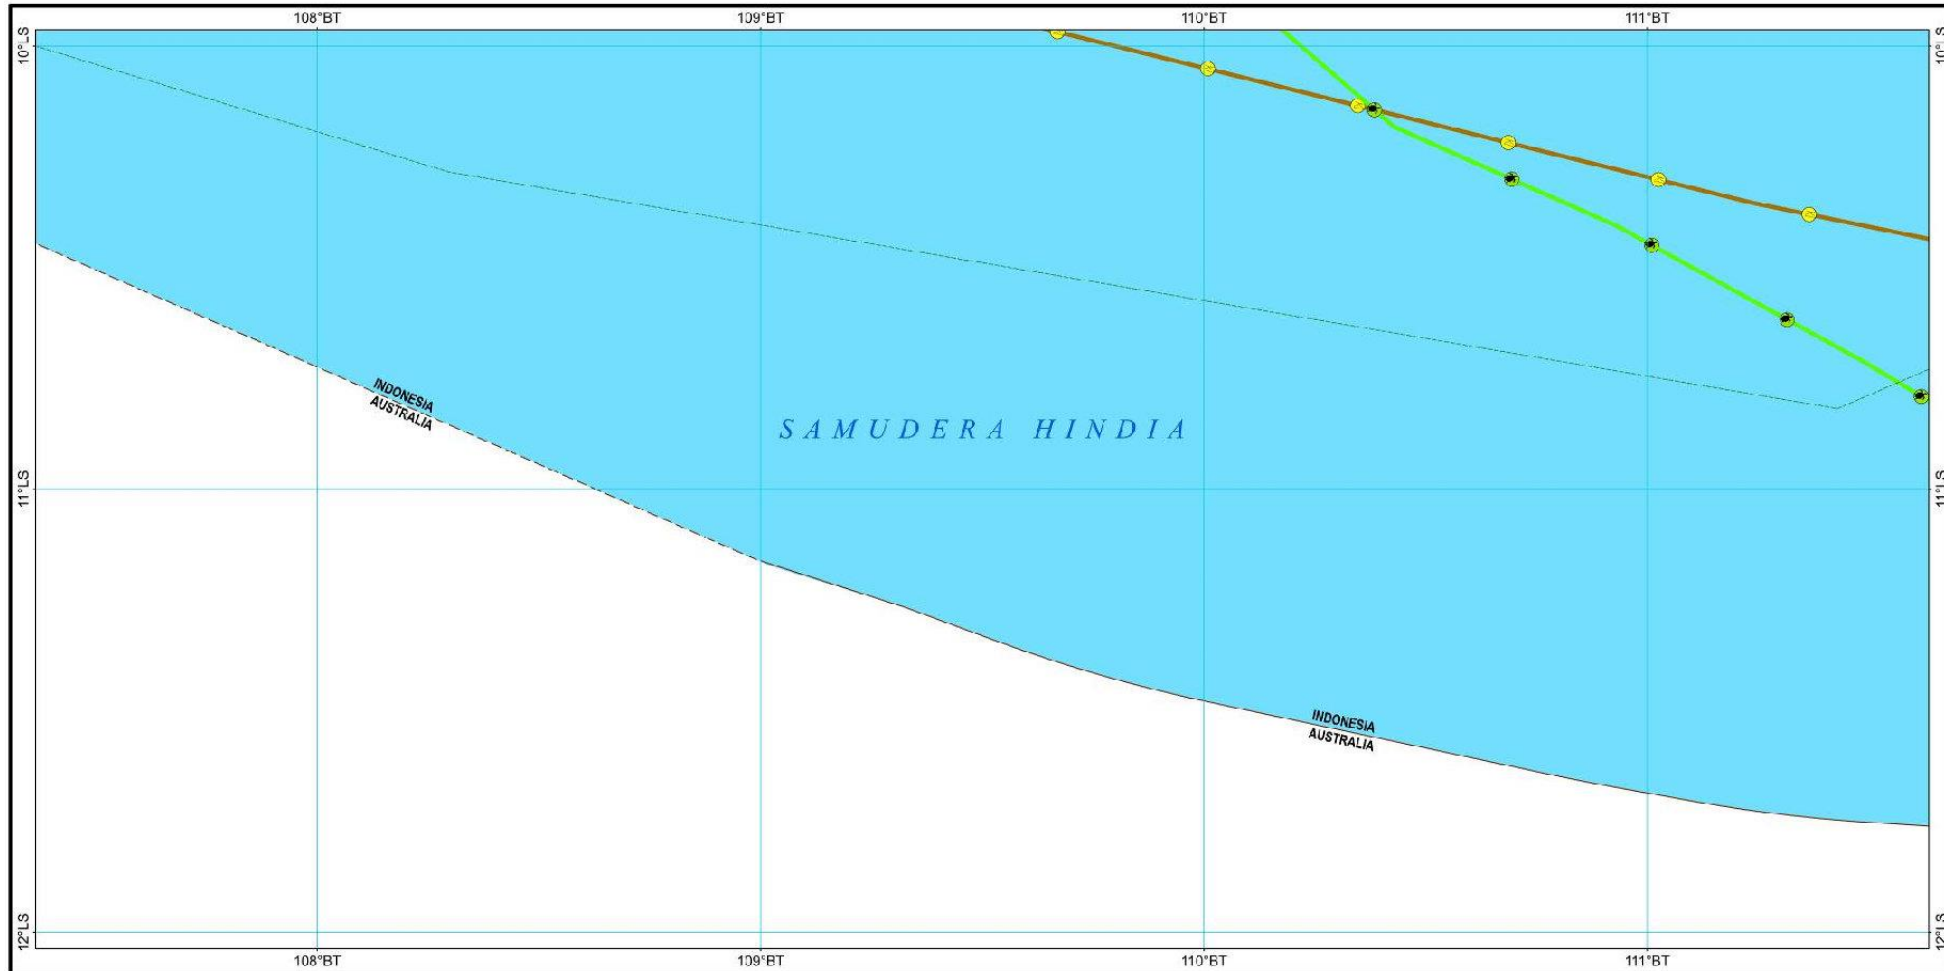 108°BT 109°BT 110°BT 111°BT
10°LS 10°LS
INDONESIA
AUSTRALIA
SAMUDERA HINDIA
11°LS 11°LS
INDONESIA
AUSTRALIA
12°LS 12°LS
108°BT 109°BT 110°BT 111°BT